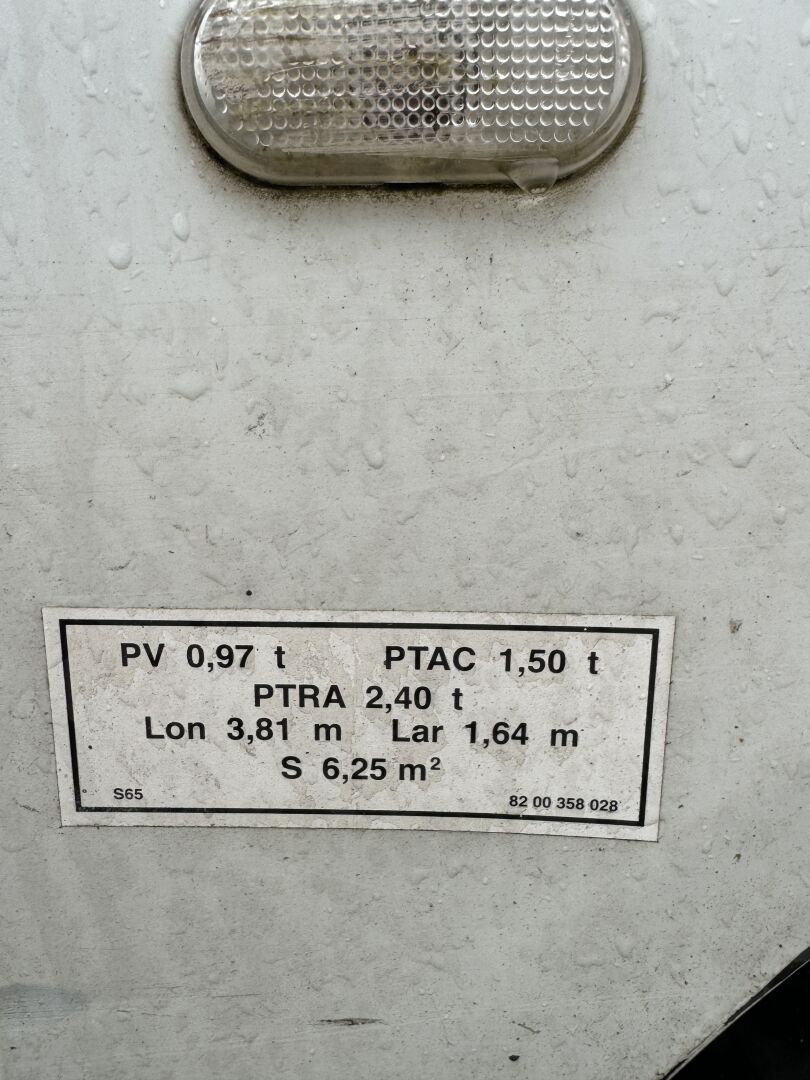 PV 0,97 t PTAC 1,50 t
PTRA 2,40 t
Lon 3,81 m Lar 1,64 m
S 6,25 m²
S65 82 00 358 028